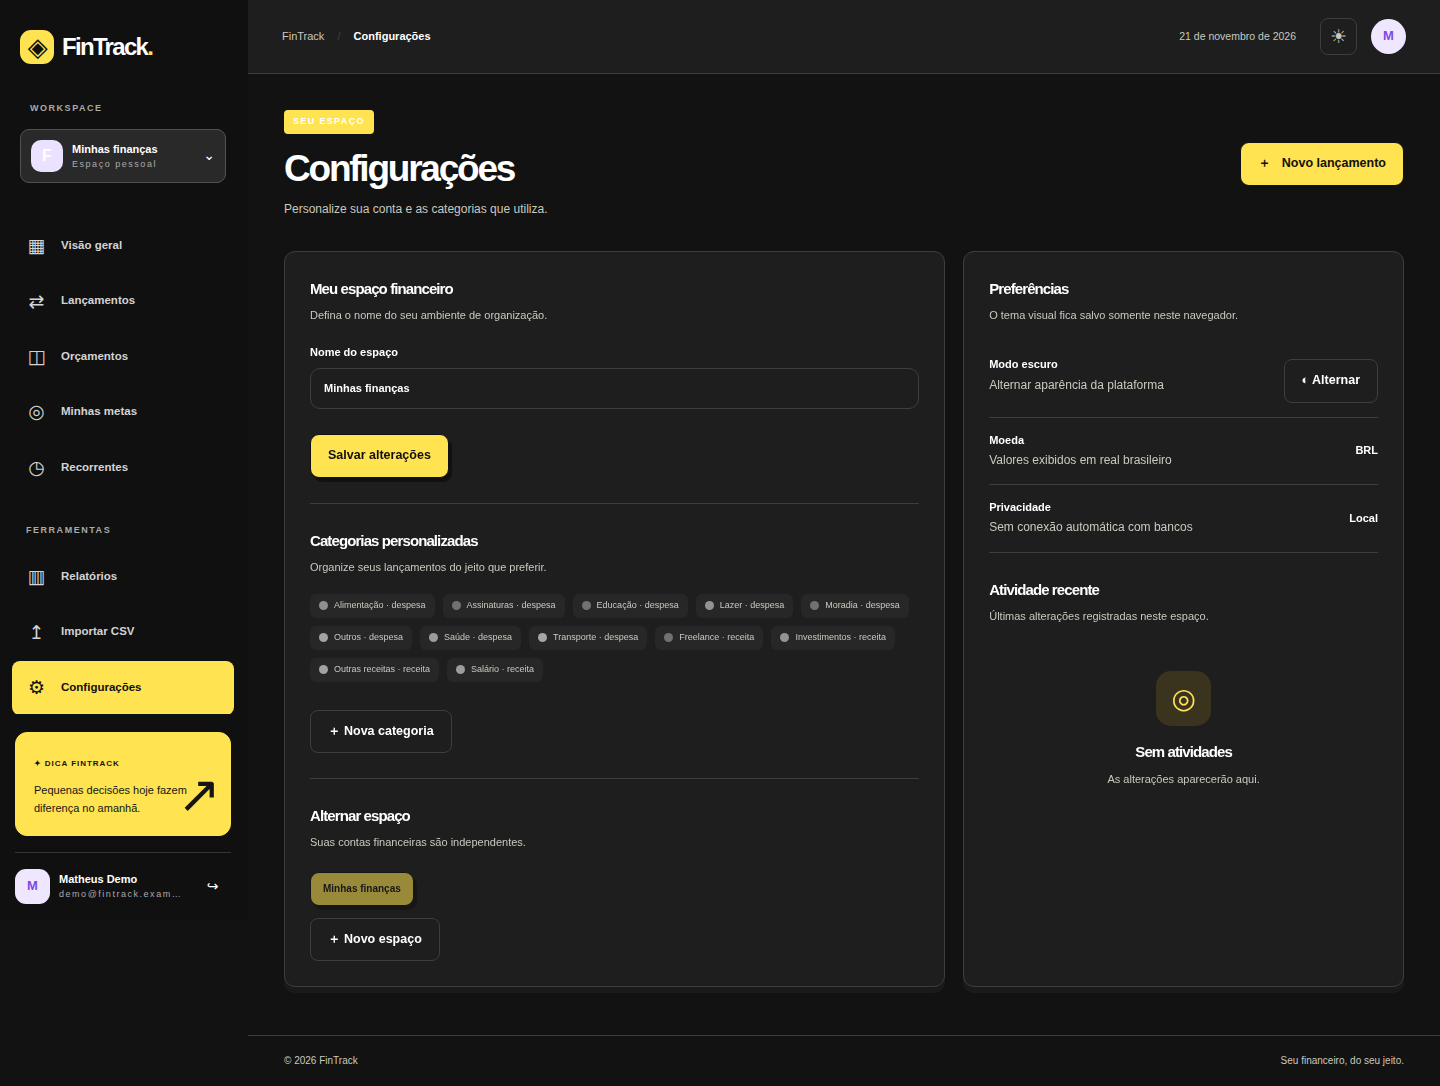 FinTrack.
WORKSPACE
F
Minhas finanças
Espaço pessoal
Visão geral
Lançamentos
Orçamentos
Minhas metas
Recorrentes
FERRAMENTAS
Relatórios
Importar CSV
Configurações
✦ DICA FINTRACK
Pequenas decisões hoje fazem
diferença no amanhã.
M
Matheus Demo
demo@fintrack.exam…
FinTrack / Configurações
21 de novembro de 2026
M
SEU ESPAÇO
Configurações
Personalize sua conta e as categorias que utiliza.
+ Novo lançamento
Meu espaço financeiro
Defina o nome do seu ambiente de organização.
Nome do espaço
Minhas finanças
Salvar alterações
Categorias personalizadas
Organize seus lançamentos do jeito que preferir.
Alimentação · despesa
Assinaturas · despesa
Educação · despesa
Lazer · despesa
Moradia · despesa
Outros · despesa
Saúde · despesa
Transporte · despesa
Freelance · receita
Investimentos · receita
Outras receitas · receita
Salário · receita
+ Nova categoria
Alternar espaço
Suas contas financeiras são independentes.
Minhas finanças
+ Novo espaço
Preferências
O tema visual fica salvo somente neste navegador.
Modo escuro
Alternar aparência da plataforma
Alternar
Moeda
Valores exibidos em real brasileiro
BRL
Privacidade
Sem conexão automática com bancos
Local
Atividade recente
Últimas alterações registradas neste espaço.
Sem atividades
As alterações aparecerão aqui.
© 2026 FinTrack
Seu financeiro, do seu jeito.